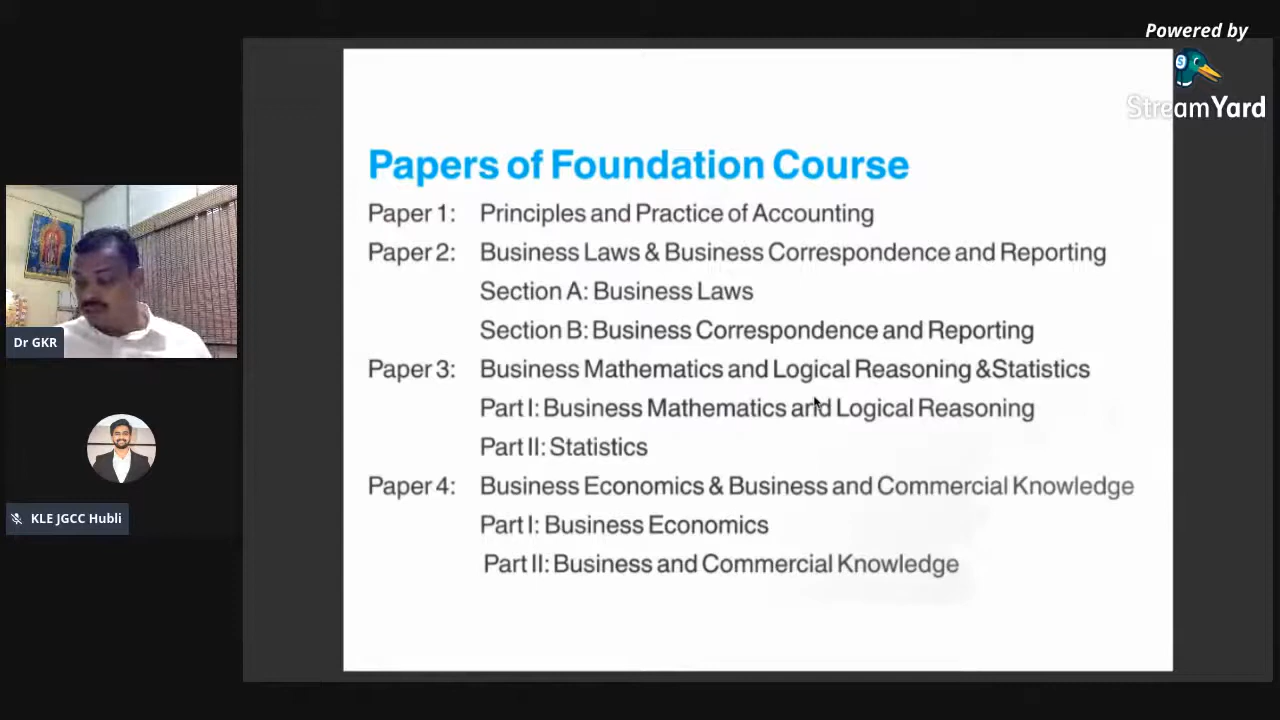 Powered by
StreamYard
Papers of Foundation Course
Paper 1: Principles and Practice of Accounting
Paper 2: Business Laws & Business Correspondence and Reporting
Section A: Business Laws
Section B: Business Correspondence and Reporting
Paper 3: Business Mathematics and Logical Reasoning &Statistics
Part I: Business Mathematics and Logical Reasoning
Part II: Statistics
Paper 4: Business Economics & Business and Commercial Knowledge
Part I: Business Economics
Part II: Business and Commercial Knowledge
Dr GKR
KLE JGCC Hubli